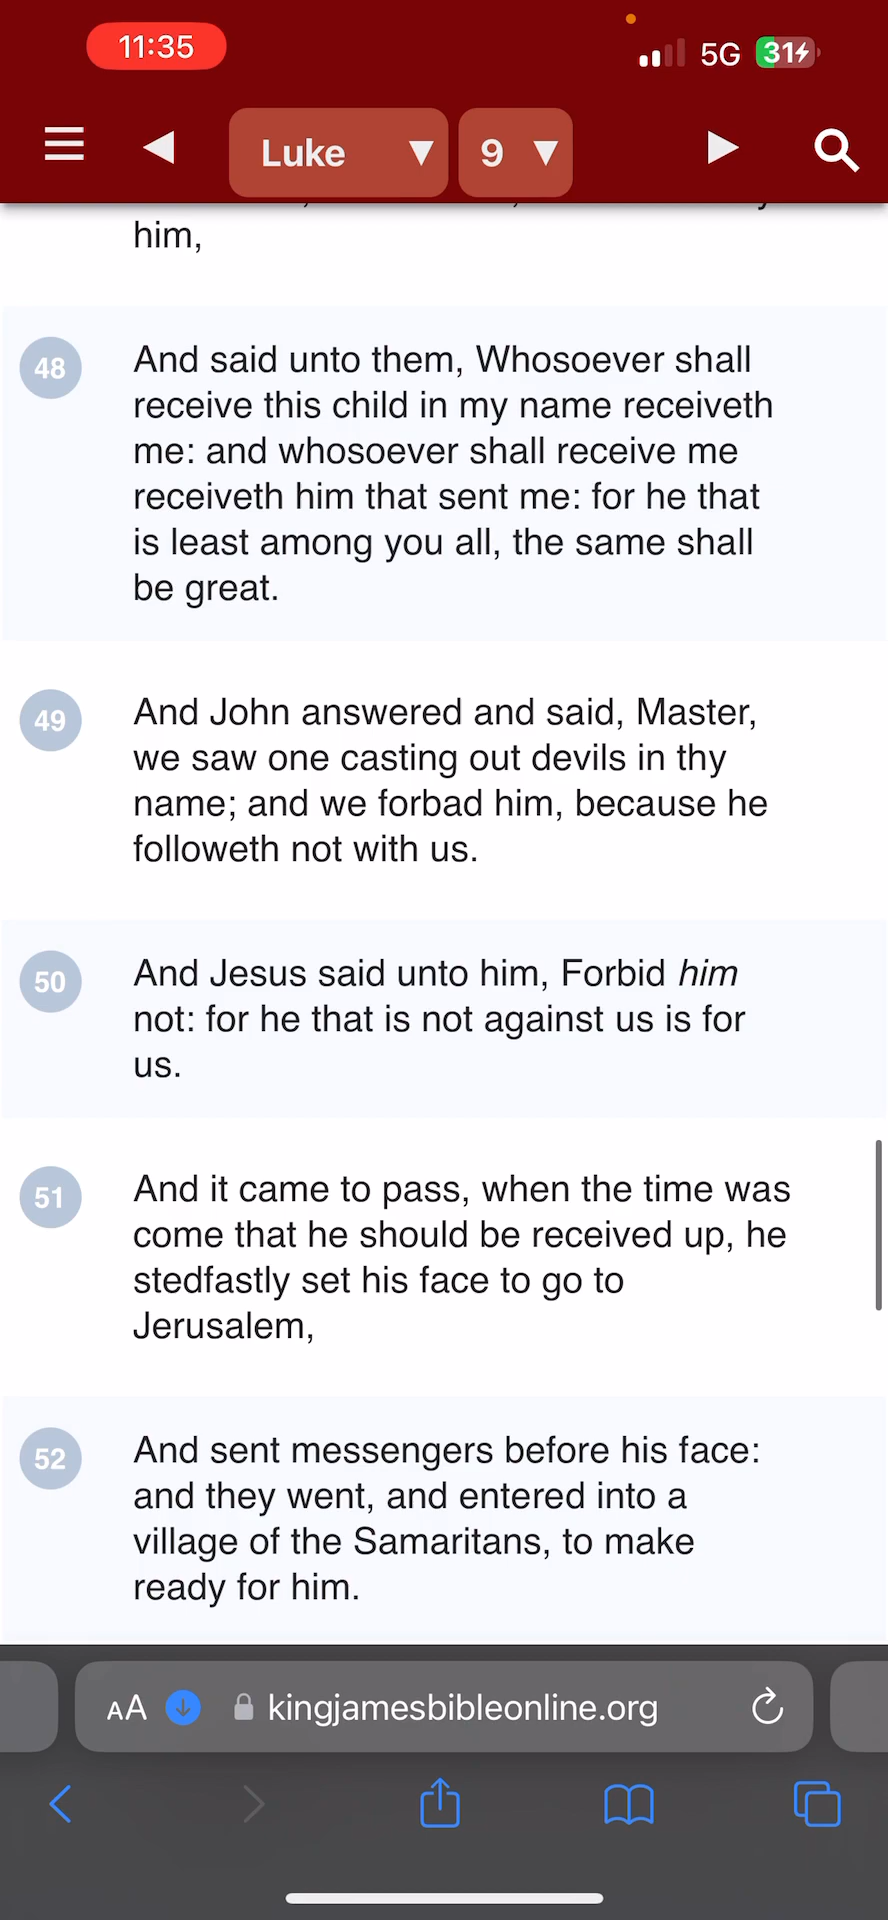 11:35
5G 31
Luke 9
him,
48
And said unto them, Whosoever shall
receive this child in my name receiveth
me: and whosoever shall receive me
receiveth him that sent me: for he that
is least among you all, the same shall
be great.
49
And John answered and said, Master,
we saw one casting out devils in thy
name; and we forbad him, because he
followeth not with us.
50
And Jesus said unto him, Forbid him
not: for he that is not against us is for
us.
51
And it came to pass, when the time was
come that he should be received up, he
stedfastly set his face to go to
Jerusalem,
52
And sent messengers before his face:
and they went, and entered into a
village of the Samaritans, to make
ready for him.
AA kingjamesbibleonline.org